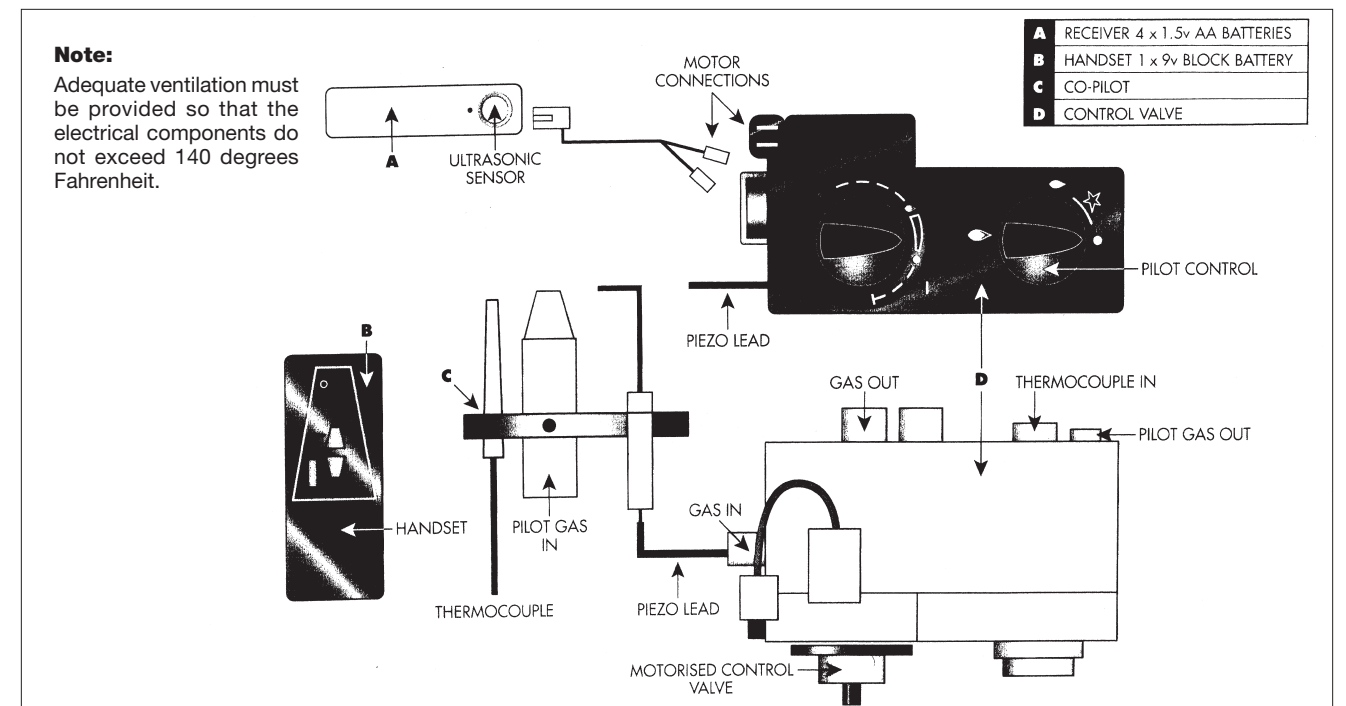 Note:
Adequate ventilation must
be provided so that the
electrical components do
not exceed 140 degrees
Fahrenheit.
A RECEIVER 4 x 1.5v AA BATTERIES
B HANDSET 1 x 9v BLOCK BATTERY
C CO-PILOT
D CONTROL VALVE
MOTOR
CONNECTIONS
A
ULTRASONIC
SENSOR
PILOT CONTROL
PIEZO LEAD
B
C
GAS OUT
D
THERMOCOUPLE IN
PILOT GAS OUT
GAS IN
HANDSET
PILOT GAS
IN
THERMOCOUPLE
PIEZO LEAD
MOTORISED CONTROL
VALVE